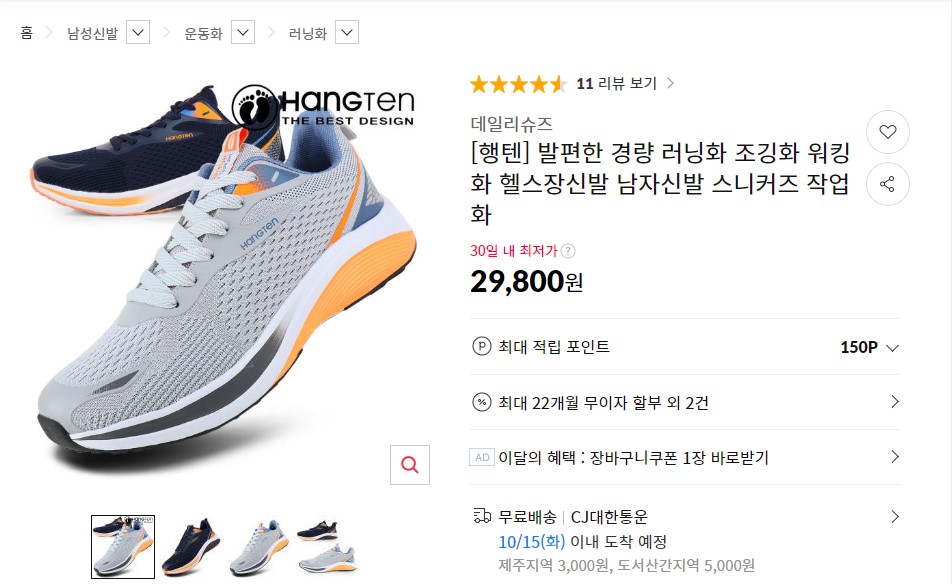 홈 남성신발 운동화 러닝화
HANGTEN
THE BEST DESIGN
HANGTEN
HANGTEN
11 리뷰 보기
데일리슈즈
[행텐] 발편한 경량 러닝화 조깅화 워킹
화 헬스장신발 남자신발 스니커즈 작업
화
30일 내 최저가 ?
29,800원
P 최대 적립 포인트 150P
% 최대 22개월 무이자 할부 외 2건
AD 이달의 혜택 : 장바구니쿠폰 1장 바로받기
무료배송 | CJ대한통운
10/15(화) 이내 도착 예정
제주지역 3,000원, 도서산간지역 5,000원